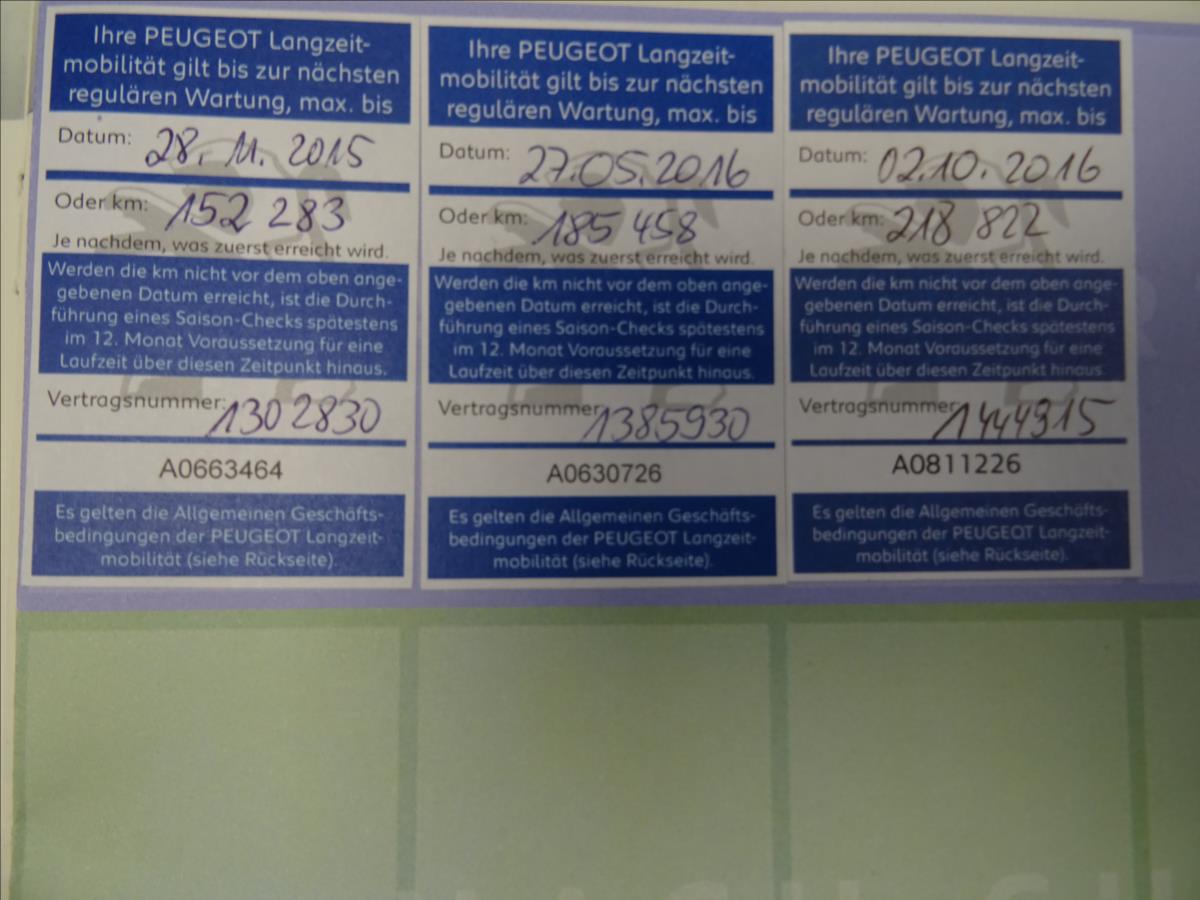 Ihre PEUGEOT Langzeit-
mobilität gilt bis zur nächsten
regulären Wartung, max. bis
Datum: 28. 11. 2015
Oder km: 152 283
Je nachdem, was zuerst erreicht wird.
Werden die km nicht vor dem oben ange-
gebenen Datum erreicht, ist die Durch-
führung eines Saison-Checks spätestens
im 12. Monat Voraussetzung für eine
Laufzeit über diesen Zeitpunkt hinaus.
Vertragsnummer: 1302830
A0663464
Es gelten die Allgemeinen Geschäfts-
bedingungen der PEUGEOT Langzeit-
mobilität (siehe Rückseite).
Ihre PEUGEOT Langzeit-
mobilität gilt bis zur nächsten
regulären Wartung, max. bis
Datum: 27.05.2016
Oder km: 185 458
Je nachdem, was zuerst erreicht wird.
Werden die km nicht vor dem oben ange-
gebenen Datum erreicht, ist die Durch-
führung eines Saison-Checks spätestens
im 12. Monat Voraussetzung für eine
Laufzeit über diesen Zeitpunkt hinaus.
Vertragsnummer 1385930
A0630726
Es gelten die Allgemeinen Geschäfts-
bedingungen der PEUGEOT Langzeit-
mobilität (siehe Rückseite).
Ihre PEUGEOT Langzeit-
mobilität gilt bis zur nächsten
regulären Wartung, max. bis
Datum: 02.10.2016
Oder km: 218 822
Je nachdem, was zuerst erreicht wird.
Werden die km nicht vor dem oben ange-
gebenen Datum erreicht, ist die Durch-
führung eines Saison-Checks spätestens
im 12. Monat Voraussetzung für eine
Laufzeit über diesen Zeitpunkt hinaus.
Vertragsnummer 1444915
A0811226
Es gelten die Allgemeinen Geschäfts-
bedingungen der PEUGEOT Langzeit-
mobilität (siehe Rückseite).